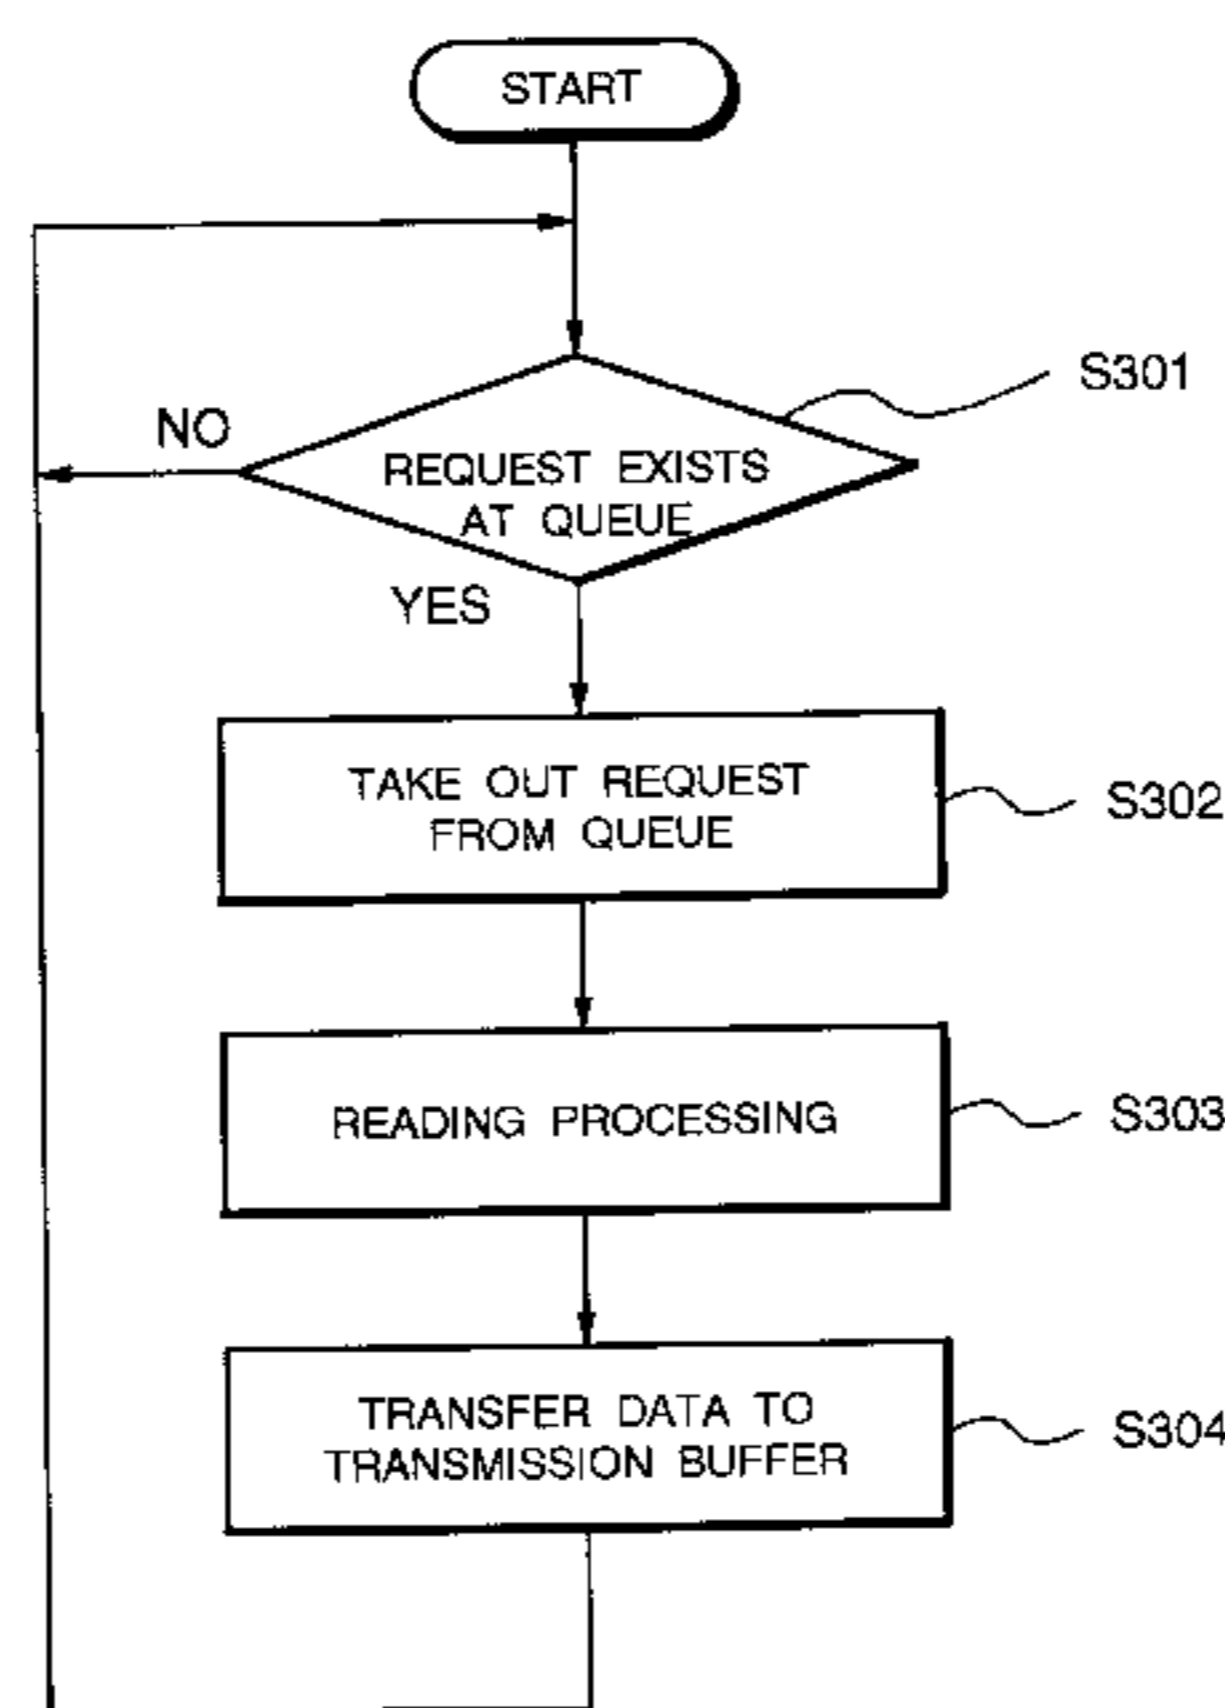 START
S301
NO
REQUEST EXISTS
AT QUEUE
YES
TAKE OUT REQUEST
FROM QUEUE
S302
READING PROCESSING
S303
TRANSFER DATA TO
TRANSMISSION BUFFER
S304